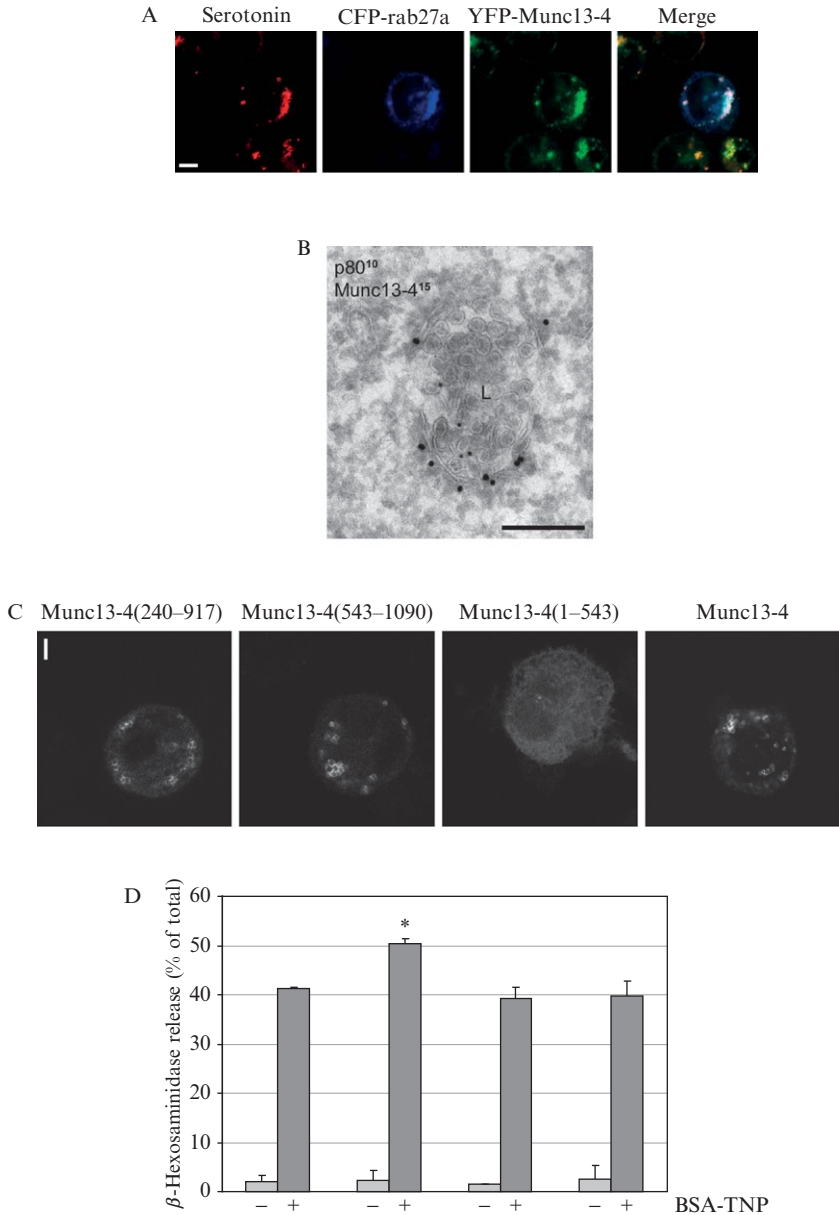 A Serotonin CFP-rab27a YFP-Munc13-4 Merge
B
p80¹⁰
Munc13-4¹⁵
L
C Munc13-4(240–917) Munc13-4(543–1090) Munc13-4(1–543) Munc13-4
D
β-Hexosaminidase release (% of total)
60
*
50
40
30
20
10
0
– + – + – + – + BSA-TNP